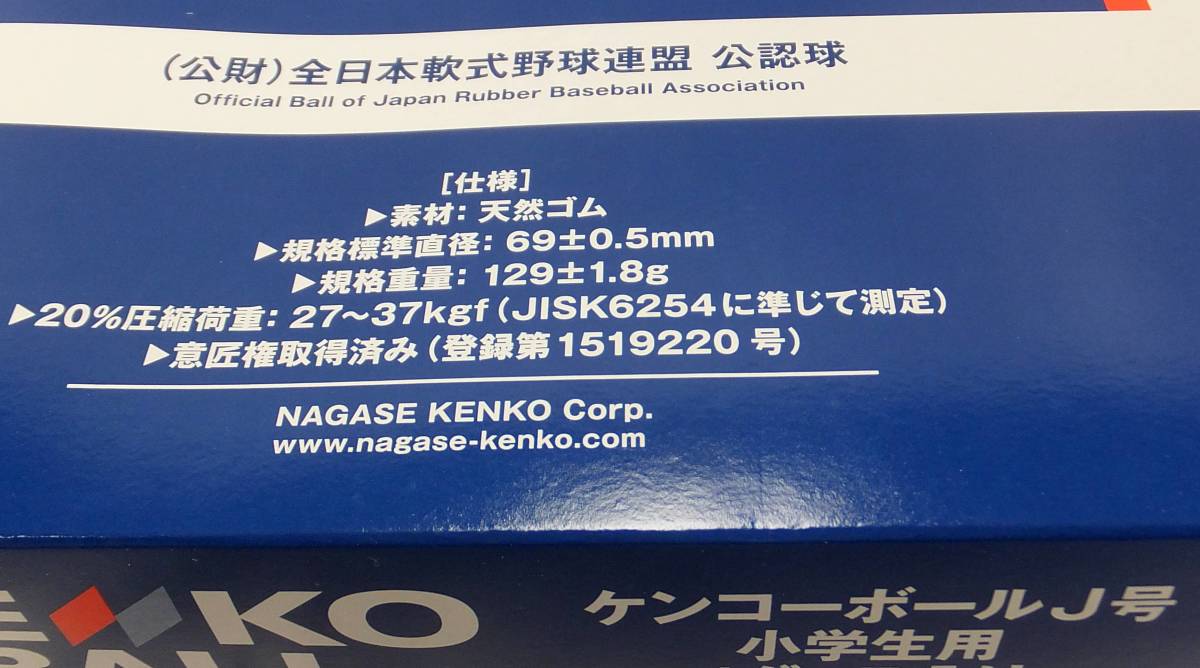 (公財)全日本軟式野球連盟 公認球
Official Ball of Japan Rubber Baseball Association
[仕様]
▶素材:天然ゴム
▶規格標準直径:69±0.5mm
▶規格重量:129±1.8g
▶20%圧縮荷重:27〜37kgf(JISK6254に準じて測定)
▶意匠権取得済み(登録第1519220号)
NAGASE KENKO Corp.
www.nagase-kenko.com
KO
ケンコーボールJ号
小学生用